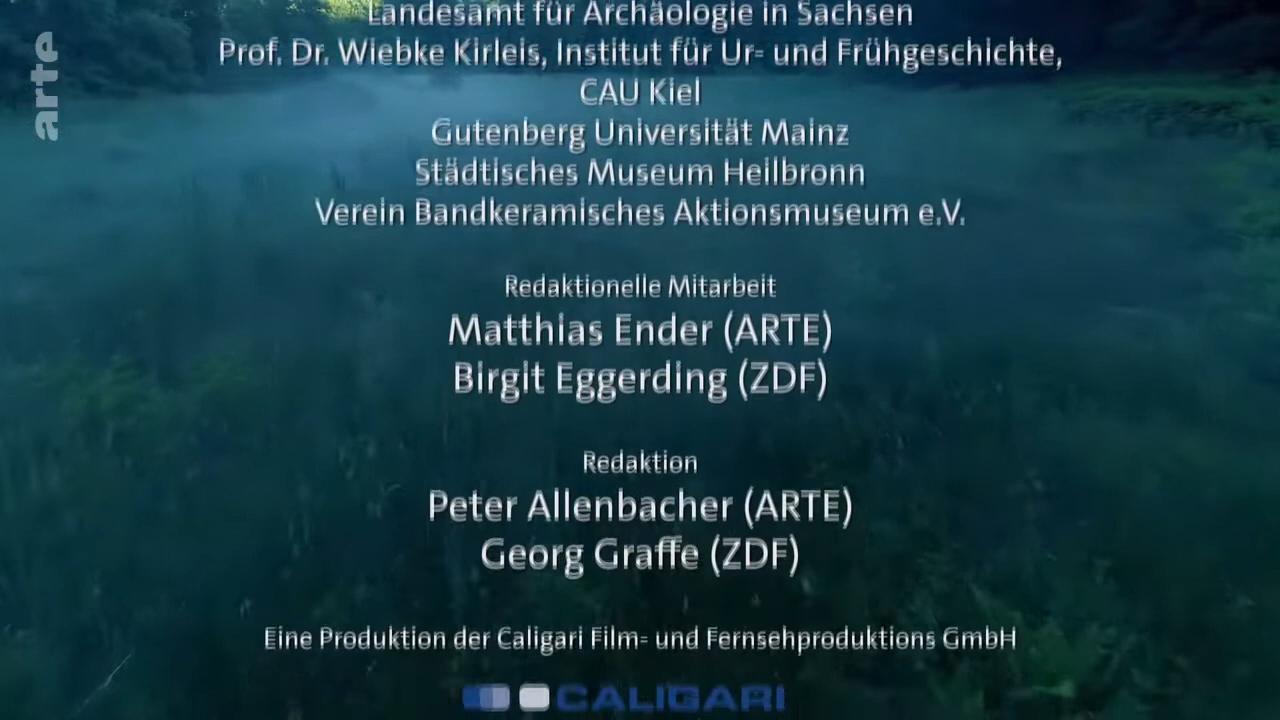 arte
Landesamt für Archäologie in Sachsen
Prof. Dr. Wiebke Kirleis, Institut für Ur- und Frühgeschichte,
CAU Kiel
Gutenberg Universität Mainz
Städtisches Museum Heilbronn
Verein Bandkeramisches Aktionsmuseum e.V.
Redaktionelle Mitarbeit
Matthias Ender (ARTE)
Birgit Eggerding (ZDF)
Redaktion
Peter Allenbacher (ARTE)
Georg Graffe (ZDF)
Eine Produktion der Caligari Film- und Fernsehproduktions GmbH
CALIGARI